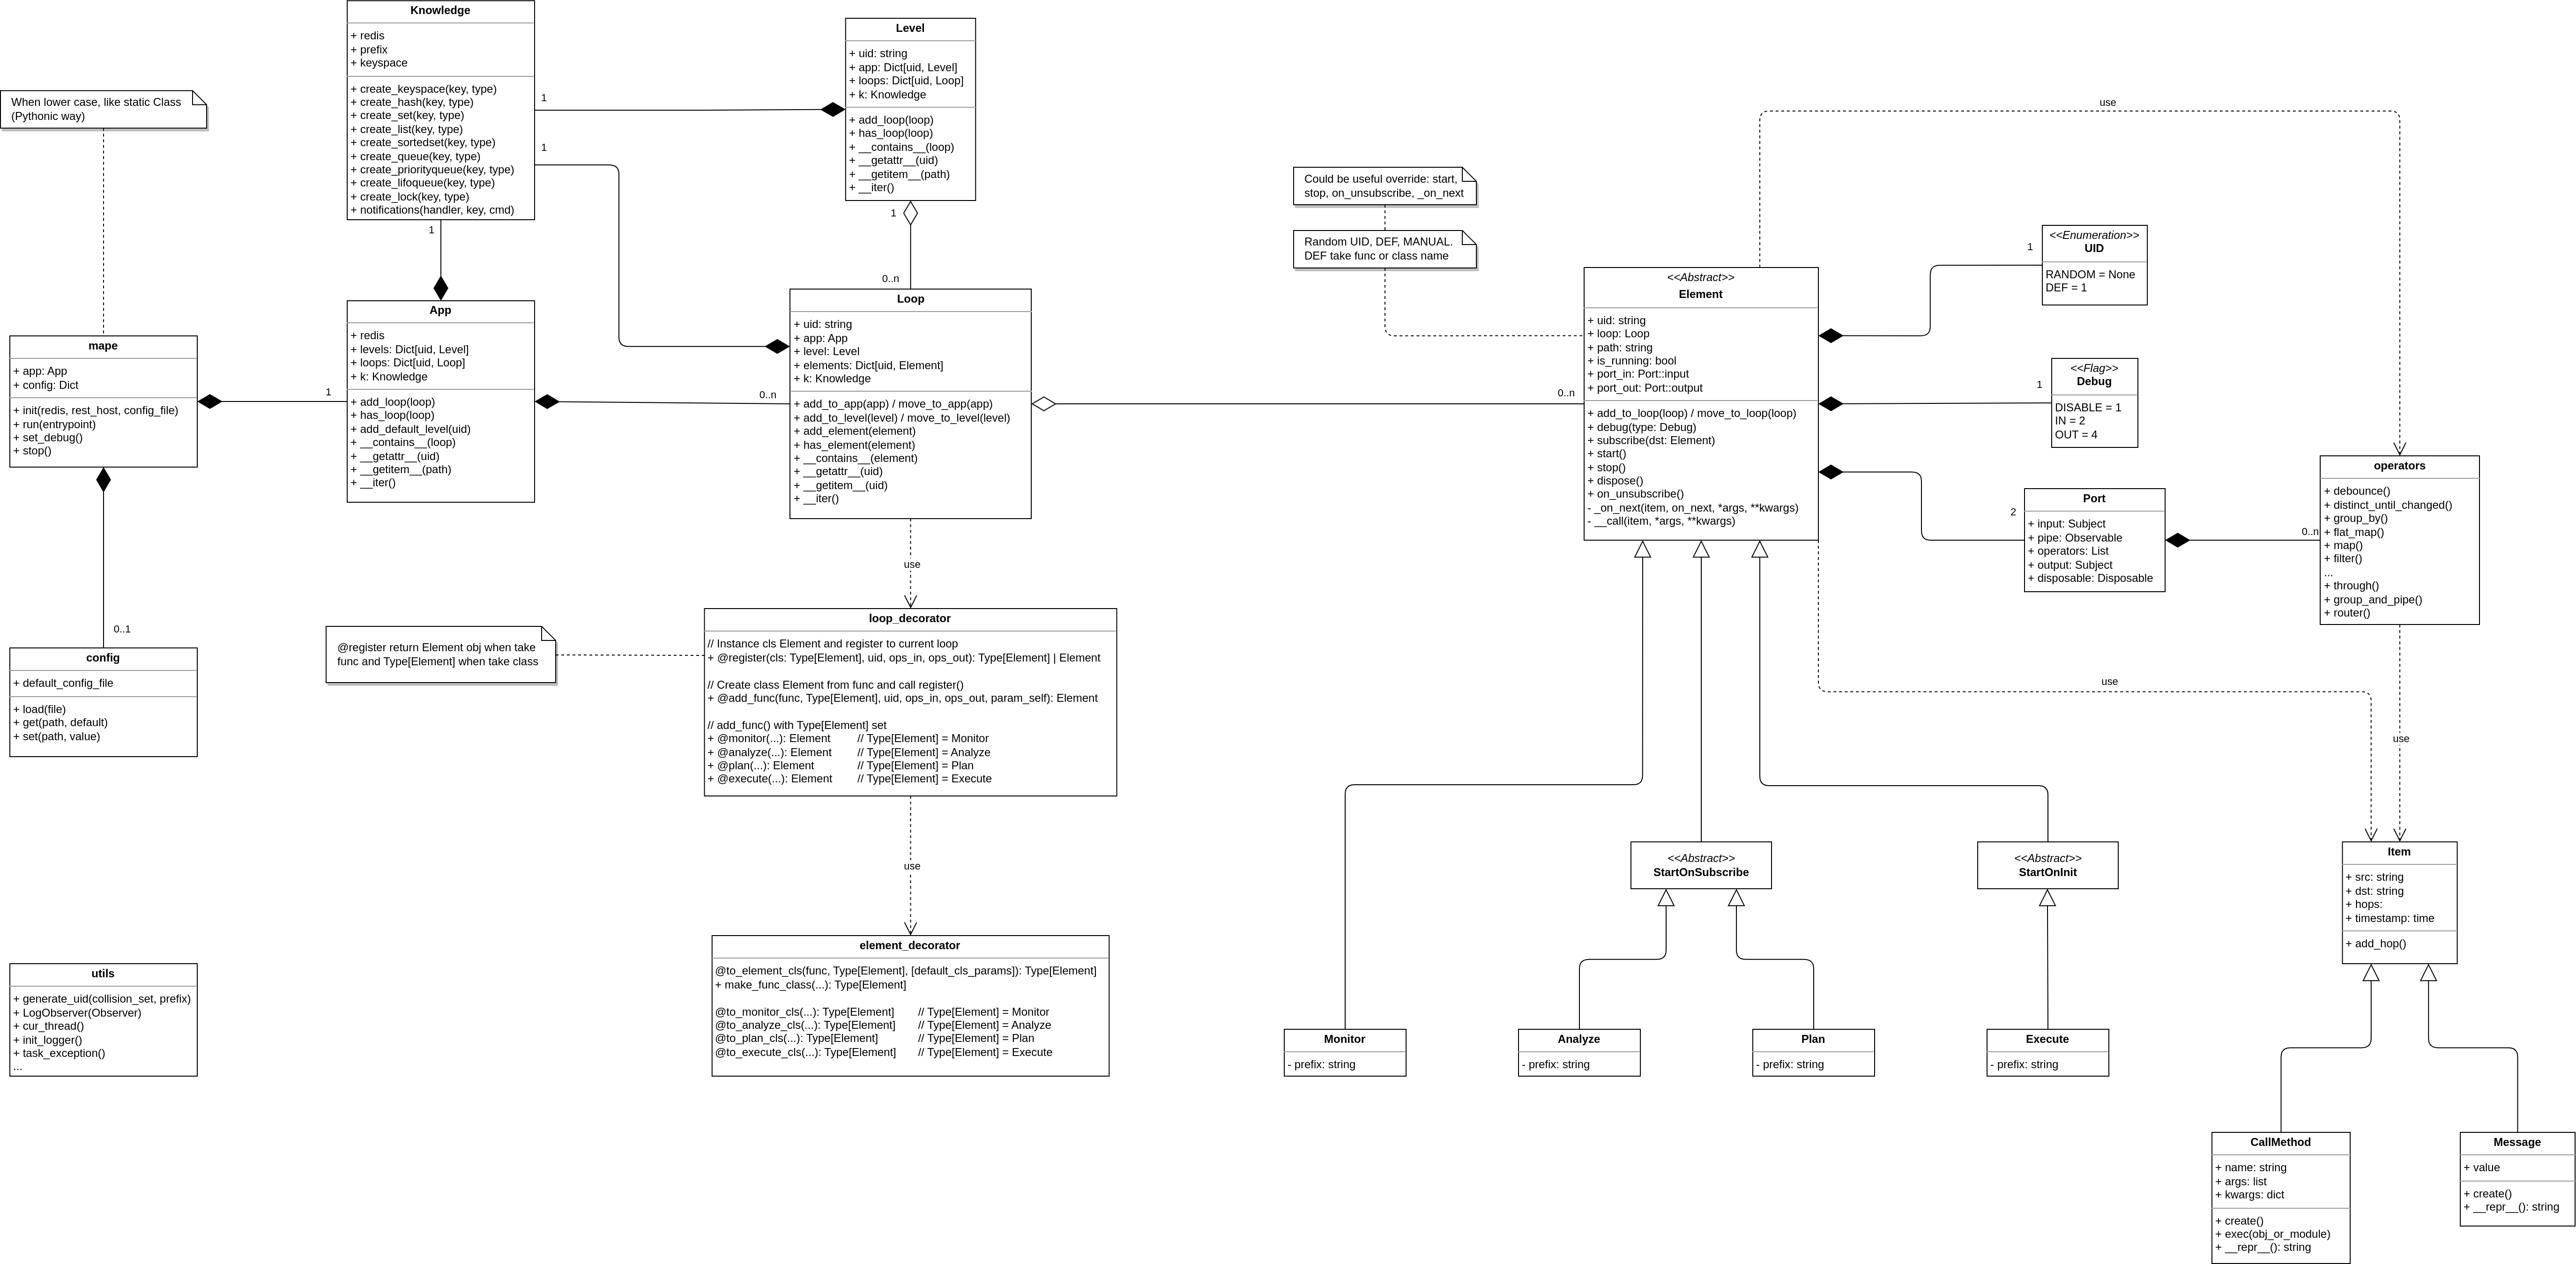 Knowledge
+ redis
+ prefix
+ keyspace
+ create_keyspace(key, type)
+ create_hash(key, type)
+ create_set(key, type)
+ create_list(key, type)
+ create_sortedset(key, type)
+ create_queue(key, type)
+ create_priorityqueue(key, type)
+ create_lifoqueue(key, type)
+ create_lock(key, type)
+ notifications(handler, key, cmd)
1
1
1
Level
+ uid: string
+ app: Dict[uid, Level]
+ loops: Dict[uid, Loop]
+ k: Knowledge
+ add_loop(loop)
+ has_loop(loop)
+ __contains__(loop)
+ __getattr__(uid)
+ __getitem__(path)
+ __iter()
1
0..n
When lower case, like static Class
(Pythonic way)
mape
+ app: App
+ config: Dict
+ init(redis, rest_host, config_file)
+ run(entrypoint)
+ set_debug()
+ stop()
1
0..1
App
+ redis
+ levels: Dict[uid, Level]
+ loops: Dict[uid, Loop]
+ k: Knowledge
+ add_loop(loop)
+ has_loop(loop)
+ add_default_level(uid)
+ __contains__(loop)
+ __getattr__(uid)
+ __getitem__(path)
+ __iter()
0..n
Loop
+ uid: string
+ app: App
+ level: Level
+ elements: Dict[uid, Element]
+ k: Knowledge
+ add_to_app(app) / move_to_app(app)
+ add_to_level(level) / move_to_level(level)
+ add_element(element)
+ has_element(element)
+ __contains__(element)
+ __getattr__(uid)
+ __getitem__(uid)
+ __iter()
0..n
use
Could be useful override: start,
stop, on_unsubscribe, _on_next
Random UID, DEF, MANUAL.
DEF take func or class name
<<Abstract>>
Element
+ uid: string
+ loop: Loop
+ path: string
+ is_running: bool
+ port_in: Port::input
+ port_out: Port::output
+ add_to_loop(loop) / move_to_loop(loop)
+ debug(type: Debug)
+ subscribe(dst: Element)
+ start()
+ stop()
+ dispose()
+ on_unsubscribe()
- _on_next(item, on_next, *args, **kwargs)
- __call(item, *args, **kwargs)
use
1
<<Enumeration>>
UID
RANDOM = None
DEF = 1
1
<<Flag>>
Debug
DISABLE = 1
IN = 2
OUT = 4
2
Port
+ input: Subject
+ pipe: Observable
+ operators: List
+ output: Subject
+ disposable: Disposable
0..n
operators
+ debounce()
+ distinct_until_changed()
+ group_by()
+ flat_map()
+ map()
+ filter()
...
+ through()
+ group_and_pipe()
+ router()
use
use
config
+ default_config_file
+ load(file)
+ get(path, default)
+ set(path, value)
@register return Element obj when take
func and Type[Element] when take class
loop_decorator
// Instance cls Element and register to current loop
+ @register(cls: Type[Element], uid, ops_in, ops_out): Type[Element] | Element
// Create class Element from func and call register()
+ @add_func(func, Type[Element], uid, ops_in, ops_out, param_self): Element
// add_func() with Type[Element] set
+ @monitor(...): Element // Type[Element] = Monitor
+ @analyze(...): Element // Type[Element] = Analyze
+ @plan(...): Element // Type[Element] = Plan
+ @execute(...): Element // Type[Element] = Execute
use
element_decorator
@to_element_cls(func, Type[Element], [default_cls_params]): Type[Element]
+ make_func_class(...): Type[Element]
@to_monitor_cls(...): Type[Element] // Type[Element] = Monitor
@to_analyze_cls(...): Type[Element] // Type[Element] = Analyze
@to_plan_cls(...): Type[Element] // Type[Element] = Plan
@to_execute_cls(...): Type[Element] // Type[Element] = Execute
utils
+ generate_uid(collision_set, prefix)
+ LogObserver(Observer)
+ cur_thread()
+ init_logger()
+ task_exception()
...
<<Abstract>>
StartOnSubscribe
<<Abstract>>
StartOnInit
Monitor
- prefix: string
Analyze
- prefix: string
Plan
- prefix: string
Execute
- prefix: string
Item
+ src: string
+ dst: string
+ hops:
+ timestamp: time
+ add_hop()
CallMethod
+ name: string
+ args: list
+ kwargs: dict
+ create()
+ exec(obj_or_module)
+ __repr__(): string
Message
+ value
+ create()
+ __repr__(): string